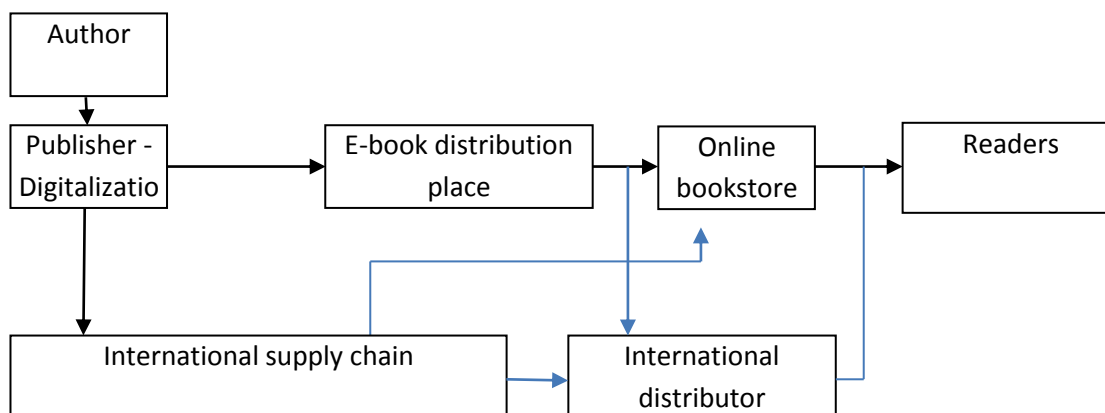 Author
Publisher -
Digitalizatio
E-book distribution
place
Online
bookstore
Readers
International supply chain
International
distributor